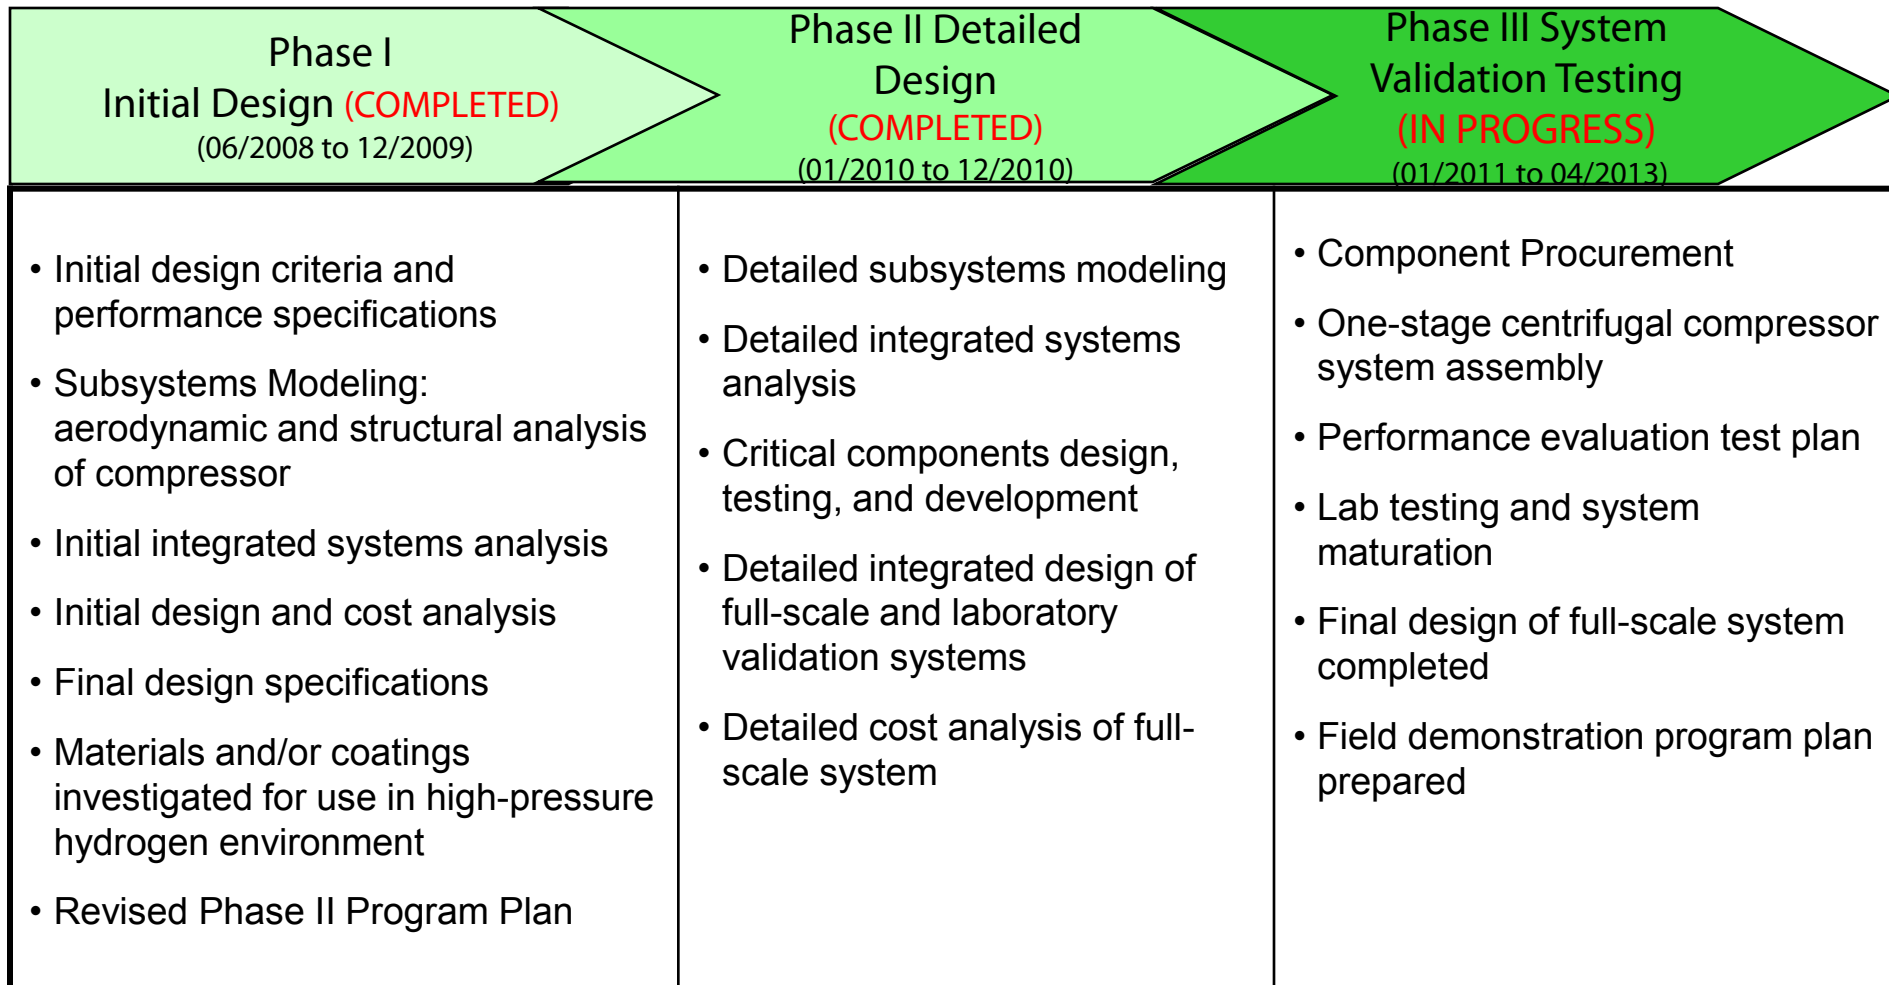 Phase I
Initial Design (COMPLETED)
(06/2008 to 12/2009)
Phase II Detailed
Design
(COMPLETED)
(01/2010 to 12/2010)
Phase III System
Validation Testing
(IN PROGRESS)
(01/2011 to 04/2013)
• Initial design criteria and
performance specifications
• Subsystems Modeling:
aerodynamic and structural analysis
of compressor
• Initial integrated systems analysis
• Initial design and cost analysis
• Final design specifications
• Materials and/or coatings
investigated for use in high-pressure
hydrogen environment
• Revised Phase II Program Plan
• Detailed subsystems modeling
• Detailed integrated systems
analysis
• Critical components design,
testing, and development
• Detailed integrated design of
full-scale and laboratory
validation systems
• Detailed cost analysis of full-
scale system
• Component Procurement
• One-stage centrifugal compressor
system assembly
• Performance evaluation test plan
• Lab testing and system
maturation
• Final design of full-scale system
completed
• Field demonstration program plan
prepared